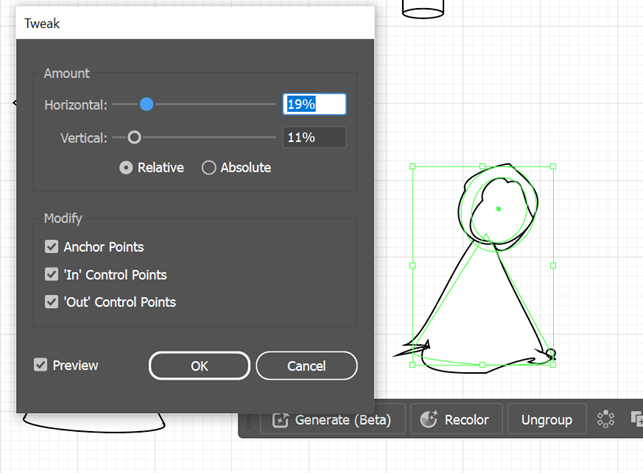 Tweak
Amount
Horizontal: 19%
Vertical: 11%
Relative Absolute
Modify
Anchor Points
'In' Control Points
'Out' Control Points
Preview OK Cancel
Generate (Beta) Recolor Ungroup